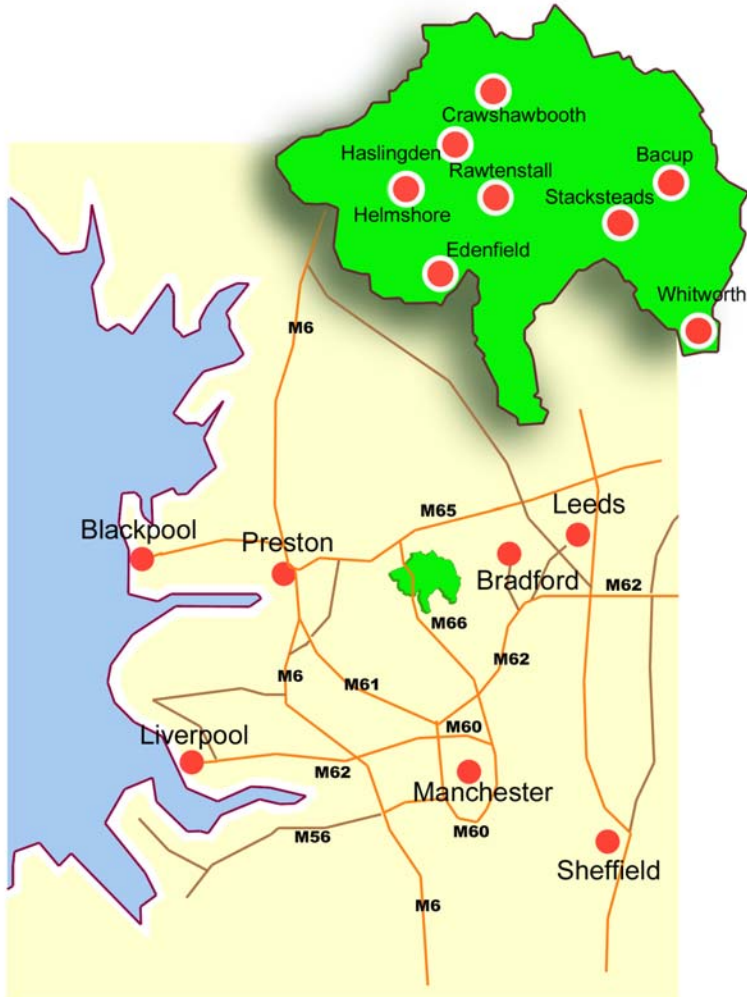 Crawshawbooth
Haslingden
Bacup
Rawtenstall
Stacksteads
Helmshore
Edenfield
Whitworth
M6
M65
Leeds
Blackpool
Preston
Bradford
M62
M66
M62
M6
M61
M60
Liverpool
M62
Manchester
M56
M60
Sheffield
M6